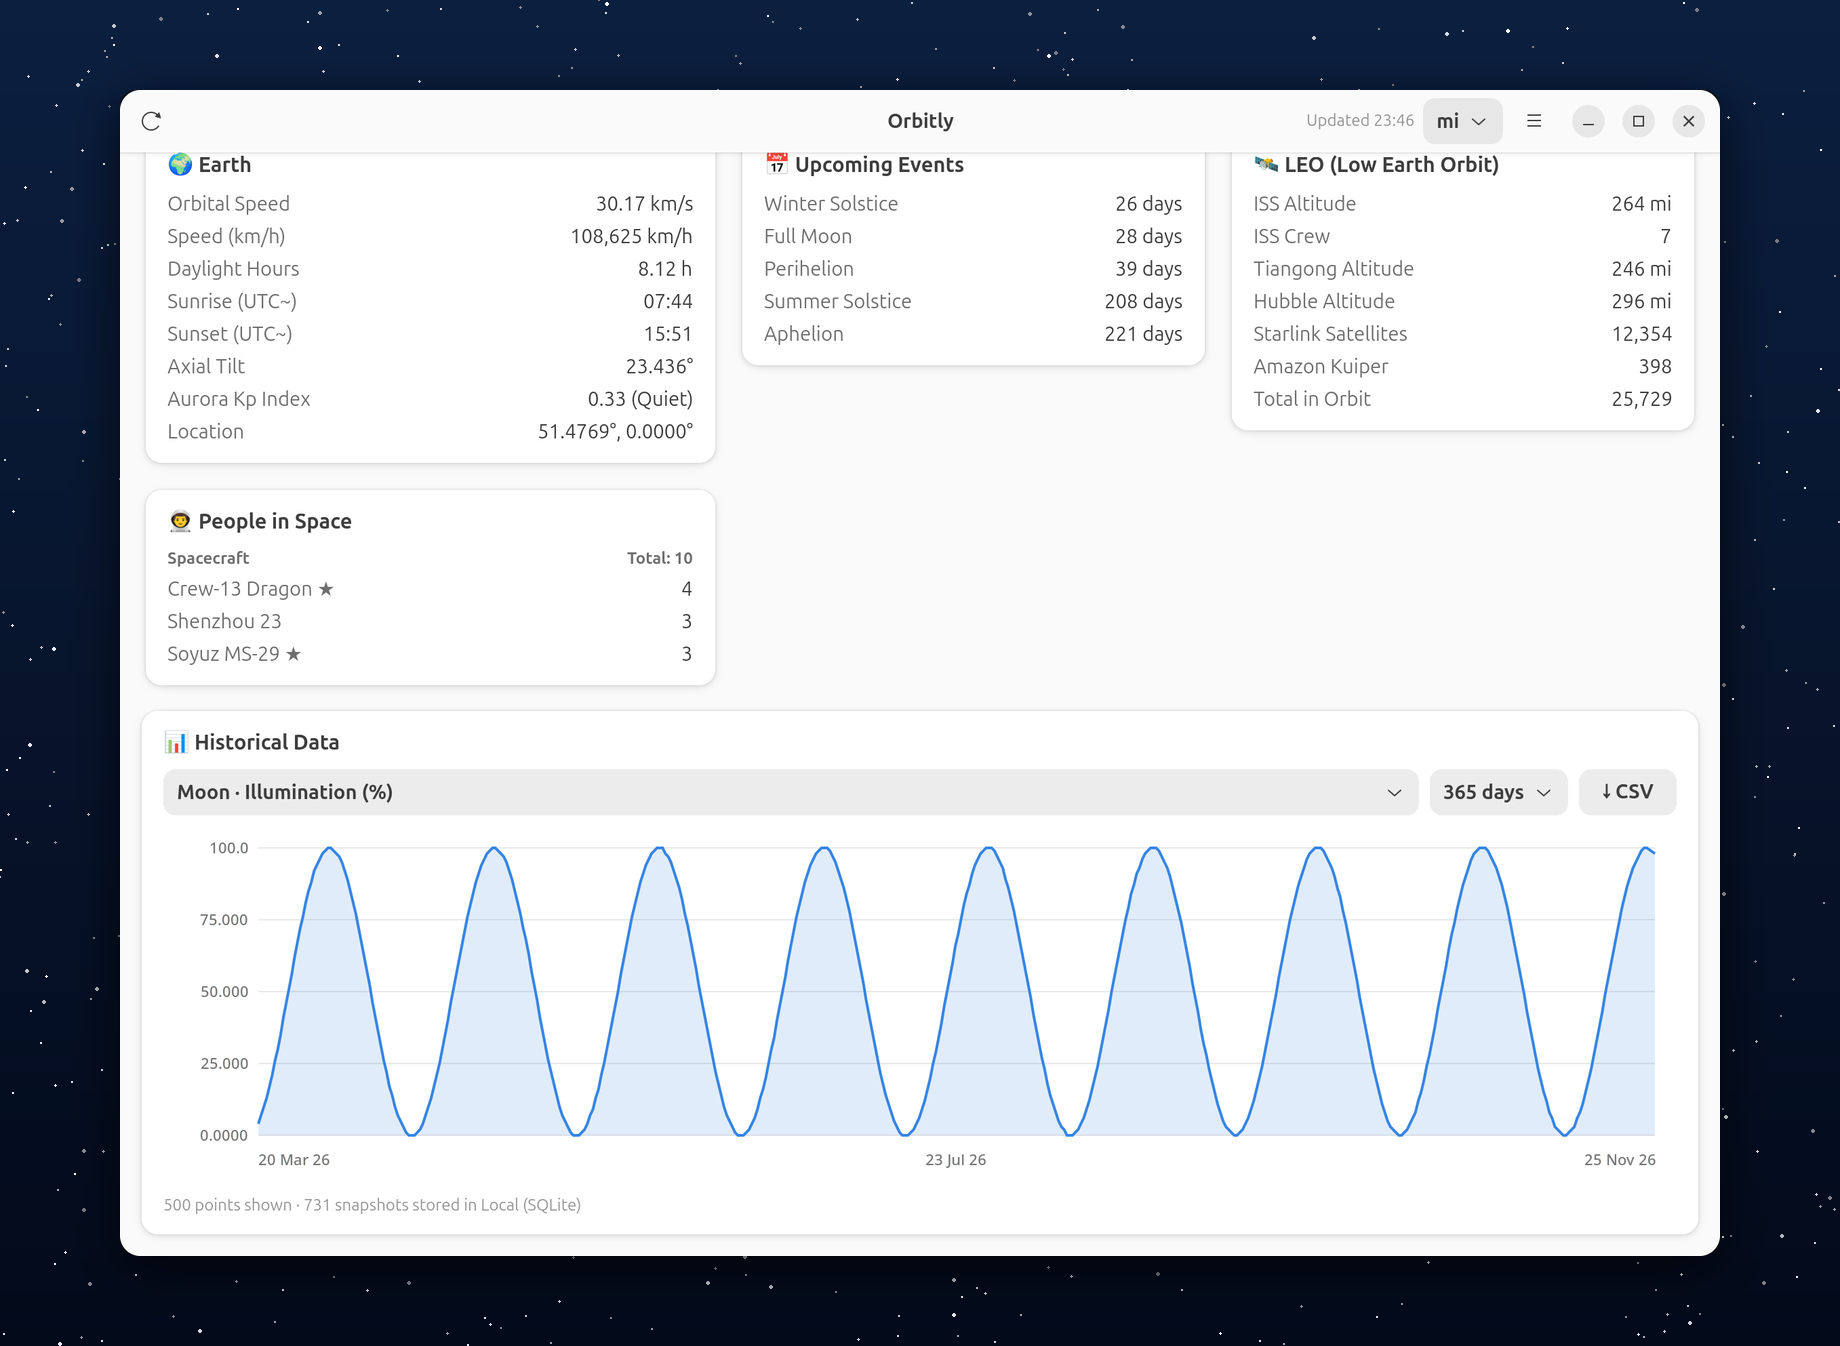 Orbitly
Updated 23:46
mi
Earth
Orbital Speed 30.17 km/s
Speed (km/h) 108,625 km/h
Daylight Hours 8.12 h
Sunrise (UTC~) 07:44
Sunset (UTC~) 15:51
Axial Tilt 23.436°
Aurora Kp Index 0.33 (Quiet)
Location 51.4769°, 0.0000°
Upcoming Events
Winter Solstice 26 days
Full Moon 28 days
Perihelion 39 days
Summer Solstice 208 days
Aphelion 221 days
LEO (Low Earth Orbit)
ISS Altitude 264 mi
ISS Crew 7
Tiangong Altitude 246 mi
Hubble Altitude 296 mi
Starlink Satellites 12,354
Amazon Kuiper 398
Total in Orbit 25,729
People in Space
Spacecraft Total: 10
Crew-13 Dragon ★ 4
Shenzhou 23 3
Soyuz MS-29 ★ 3
Historical Data
Moon · Illumination (%)
365 days
↓ CSV
100.0
75.000
50.000
25.000
0.0000
20 Mar 26 23 Jul 26 25 Nov 26
500 points shown · 731 snapshots stored in Local (SQLite)